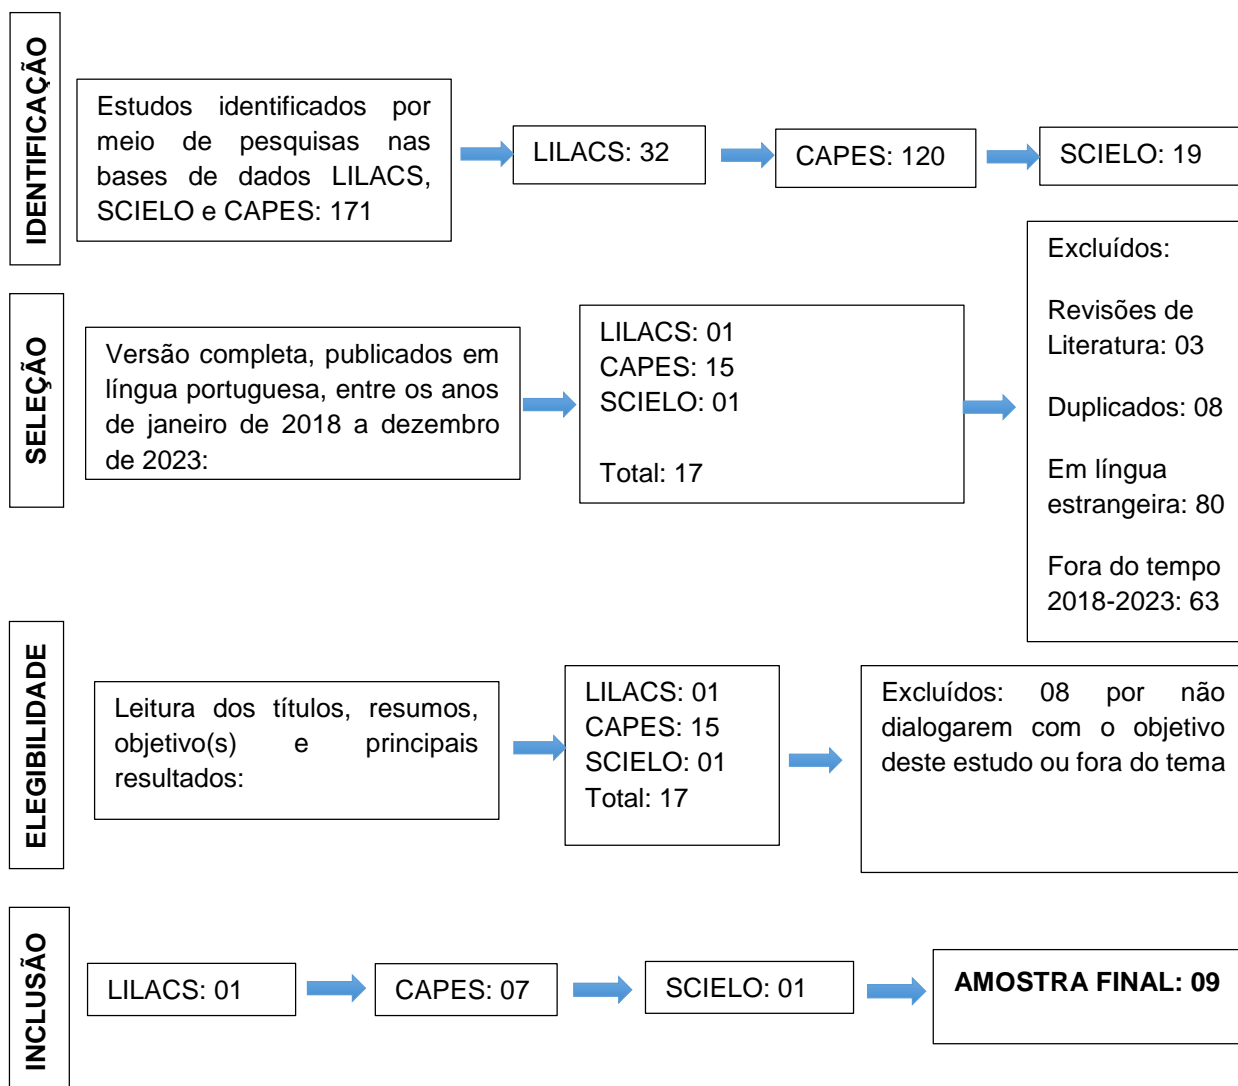 IDENTIFICAÇÃO
Estudos identificados por
meio de pesquisas nas
bases de dados LILACS,
SCIELO e CAPES: 171
LILACS: 32
CAPES: 120
SCIELO: 19
SELEÇÃO
Versão completa, publicados em
língua portuguesa, entre os anos
de janeiro de 2018 a dezembro
de 2023:
LILACS: 01
CAPES: 15
SCIELO: 01
Total: 17
Excluídos:
Revisões de
Literatura: 03
Duplicados: 08
Em língua
estrangeira: 80
Fora do tempo
2018-2023: 63
ELEGIBILIDADE
Leitura dos títulos, resumos,
objetivo(s) e principais
resultados:
LILACS: 01
CAPES: 15
SCIELO: 01
Total: 17
Excluídos: 08 por não
dialogarem com o objetivo
deste estudo ou fora do tema
INCLUSÃO
LILACS: 01
CAPES: 07
SCIELO: 01
AMOSTRA FINAL: 09